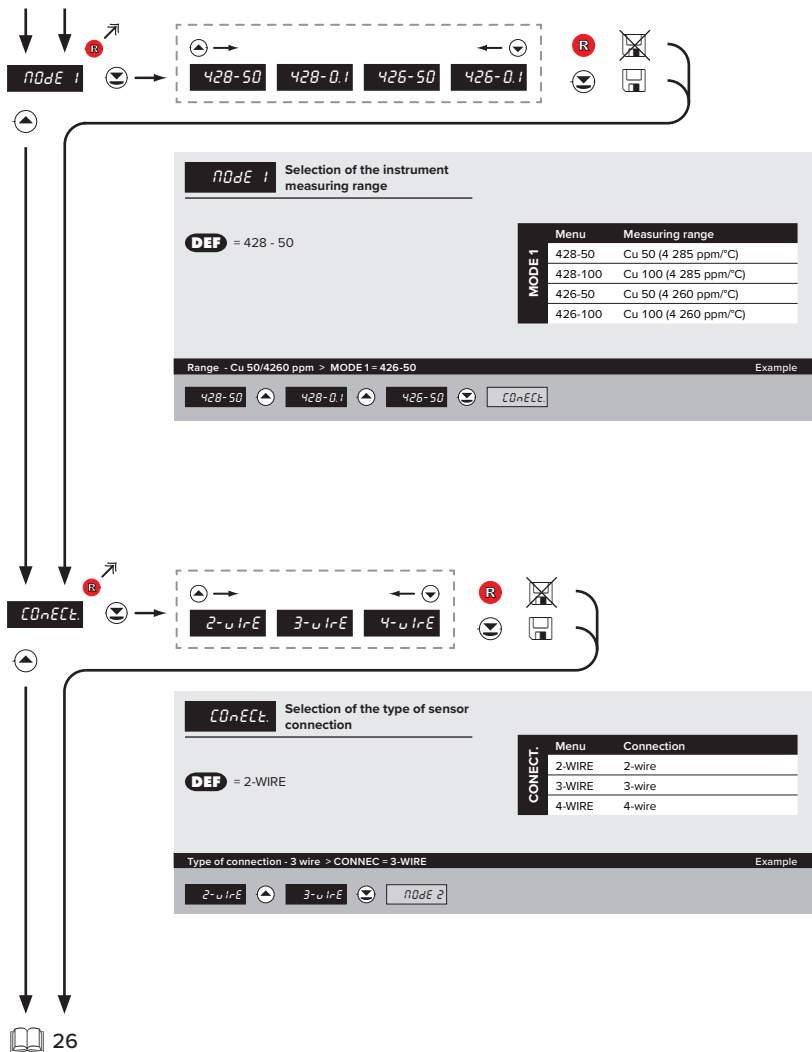 R
MODE 1
428-50 428-0.1 426-50 426-0.1
R
MODE 1
Selection of the instrument
measuring range
DEF = 428 - 50
MODE 1
Menu Measuring range
428-50 Cu 50 (4 285 ppm/°C)
428-100 Cu 100 (4 285 ppm/°C)
426-50 Cu 50 (4 260 ppm/°C)
426-100 Cu 100 (4 260 ppm/°C)
Range - Cu 50/4260 ppm > MODE 1 = 426-50 Example
428-50 428-0.1 426-50 COnECt.
R
COnECt.
2-wIrE 3-wIrE 4-wIrE
R
COnECt.
Selection of the type of sensor
connection
DEF = 2-WIRE
CONECT.
Menu Connection
2-WIRE 2-wire
3-WIRE 3-wire
4-WIRE 4-wire
Type of connection - 3 wire > CONNEC = 3-WIRE Example
2-wIrE 3-wIrE MOdE 2
26